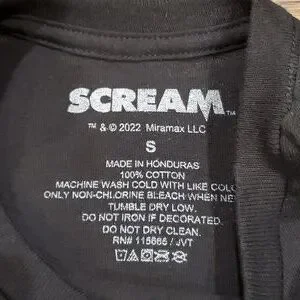 SCREAM™
™ & © 2022 Miramax LLC
S
MADE IN HONDURAS
100% COTTON
MACHINE WASH COLD WITH LIKE
ONLY NON-CHLORINE BLEACH WHEN
TUMBLE DRY LOW.
DO NOT IRON IF DECORATED.
DO NOT DRY CLEAN.
RN# 115665 / JVT